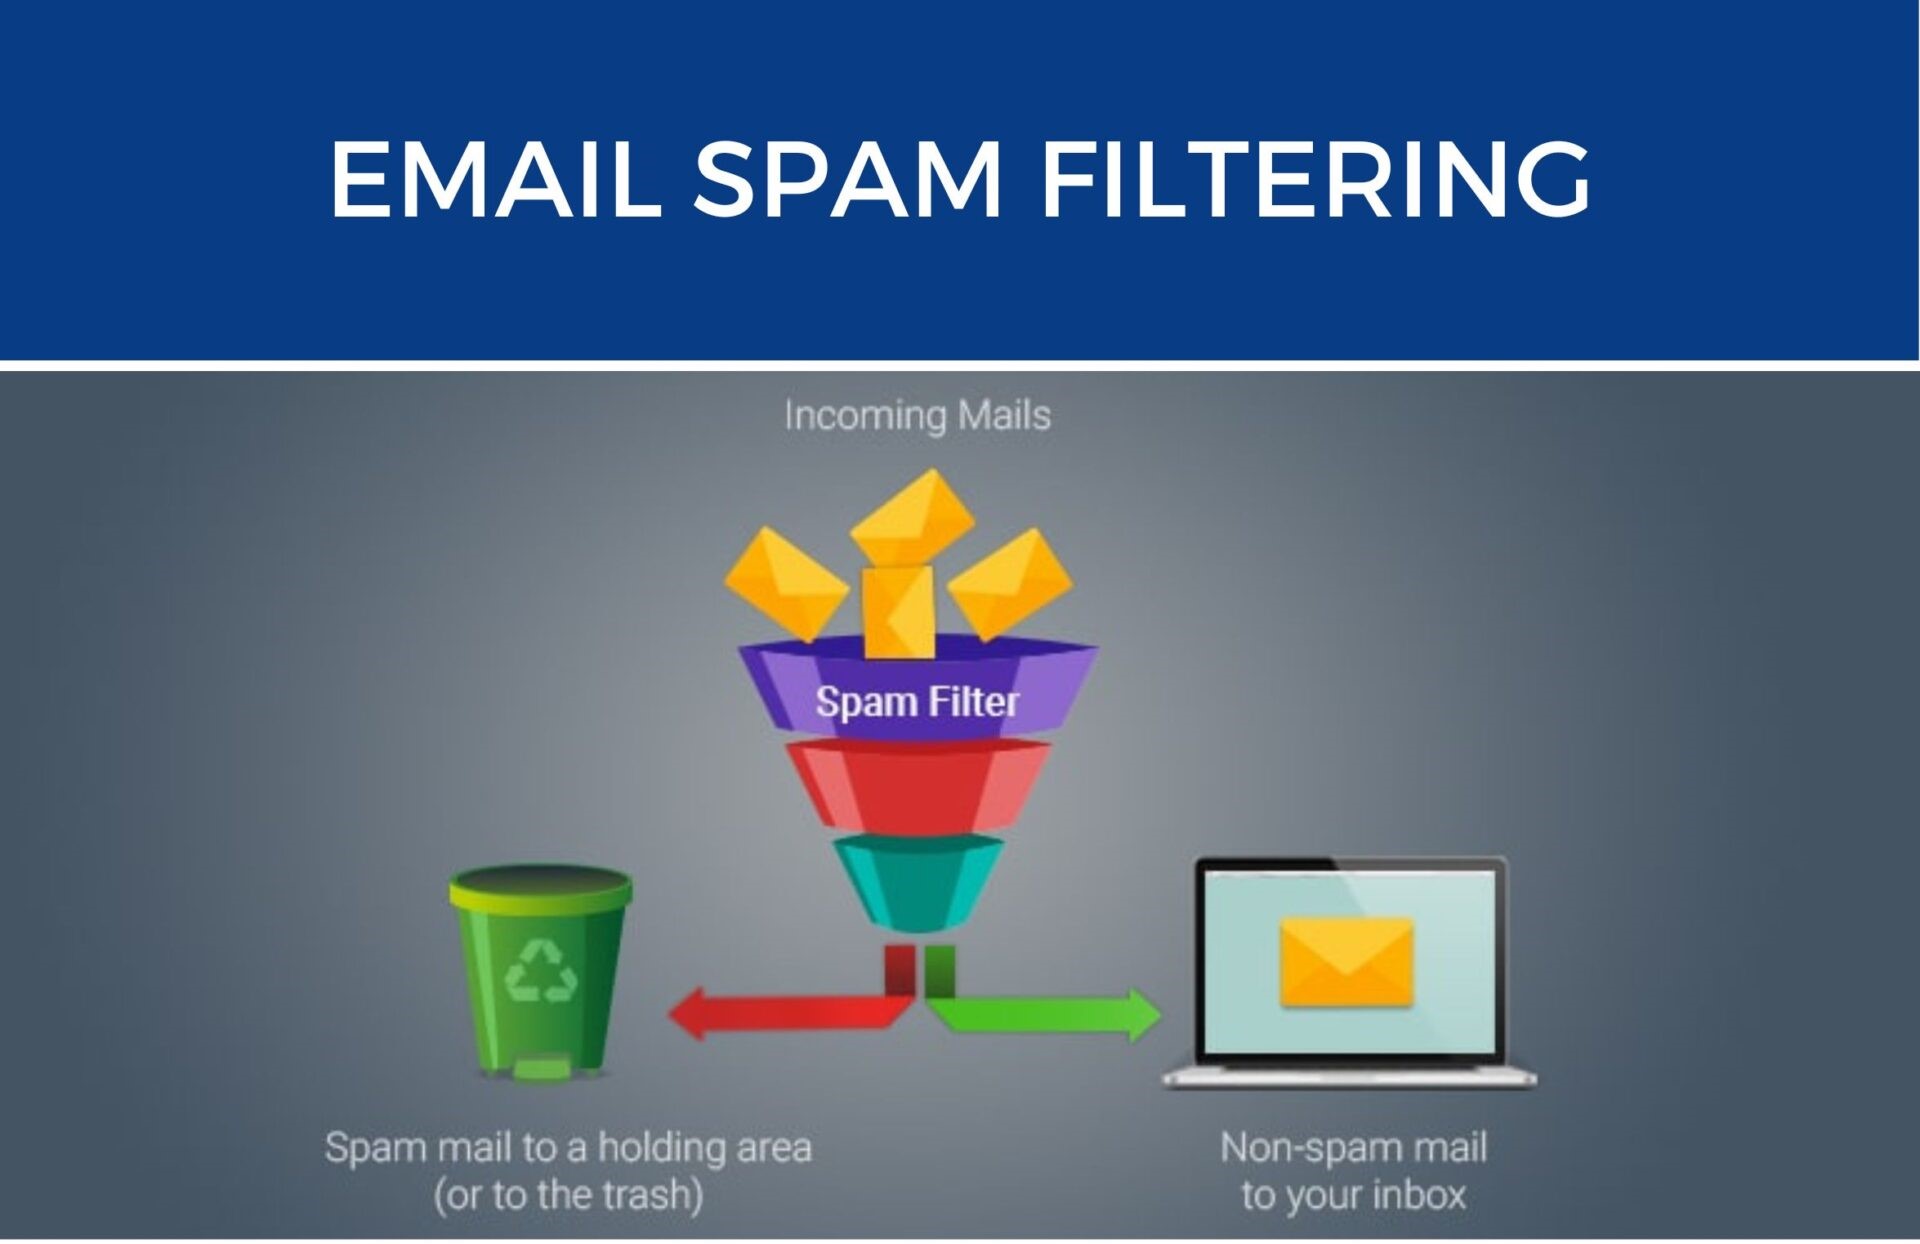 EMAIL SPAM FILTERING
Incoming Mails
Spam Filter
Spam mail to a holding area
(or to the trash)
Non-spam mail
to your inbox